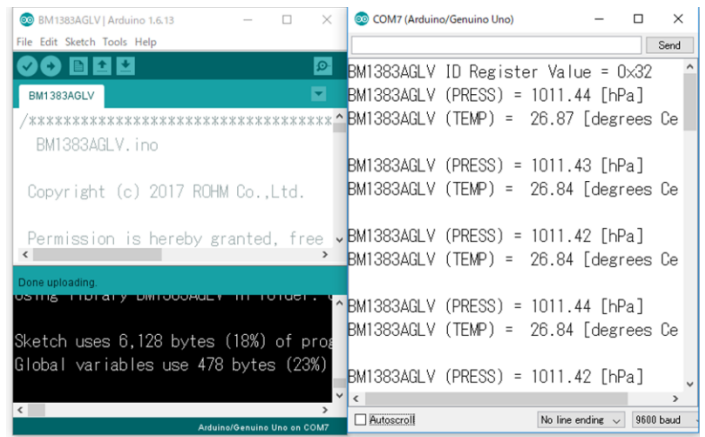 BM1383AGLV | Arduino 1.6.13
File Edit Sketch Tools Help
BM1383AGLV
/***********************************
BM1383AGLV.ino
Copyright (c) 2017 ROHM Co.,Ltd.
Permission is hereby granted, free
Done uploading.
Using library BM1383AGLV in folder:
Sketch uses 6,128 bytes (18%) of prog
Global variables use 478 bytes (23%)
Arduino/Genuino Uno on COM7
COM7 (Arduino/Genuino Uno)
Send
BM1383AGLV ID Register Value = 0x32
BM1383AGLV (PRESS) = 1011.44 [hPa]
BM1383AGLV (TEMP) =  26.87 [degrees Ce
BM1383AGLV (PRESS) = 1011.43 [hPa]
BM1383AGLV (TEMP) =  26.84 [degrees Ce
BM1383AGLV (PRESS) = 1011.42 [hPa]
BM1383AGLV (TEMP) =  26.84 [degrees Ce
BM1383AGLV (PRESS) = 1011.44 [hPa]
BM1383AGLV (TEMP) =  26.84 [degrees Ce
BM1383AGLV (PRESS) = 1011.42 [hPa]
Autoscroll
No line ending
9600 baud